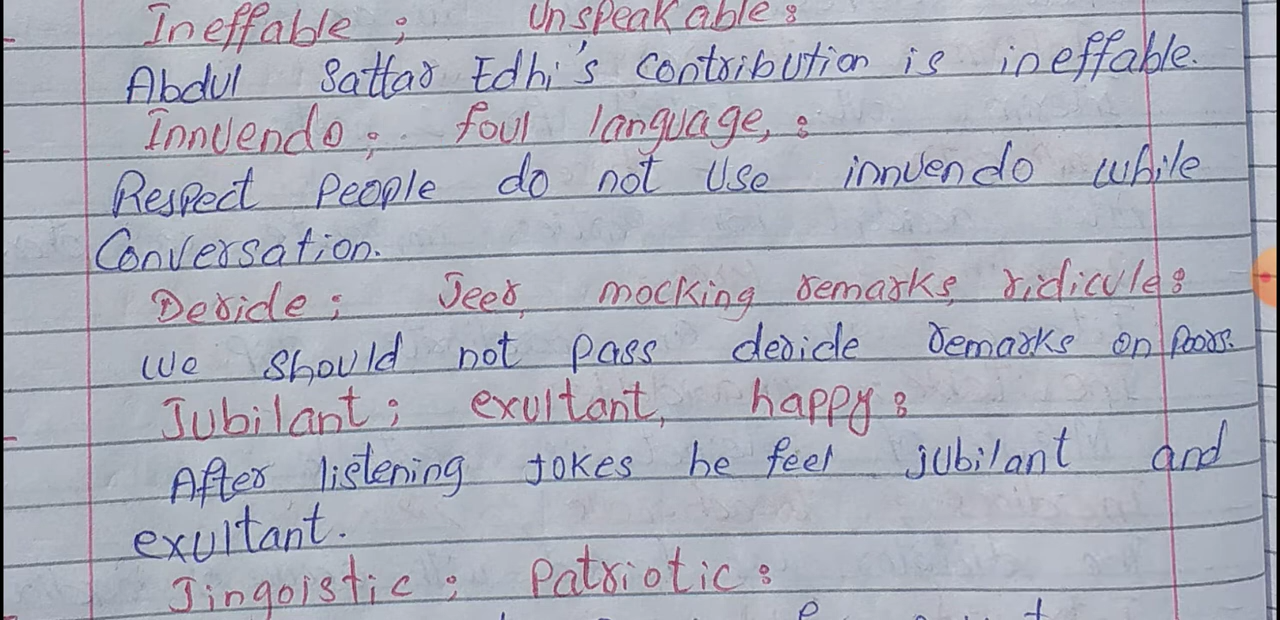 Ineffable ; Unspeakable :
Abdul Sattar Edhi's contribution is ineffable.
Innuendo ; foul language, :
Respect People do not use innuendo while
Conversation.
Deride ; Jeer, mocking remarks, ridicule :
We should not pass deride remarks on poors.
Jubilant ; exultant, happy :
After listening jokes he feel jubilant and
exultant.
Jingoistic ; Patriotic :